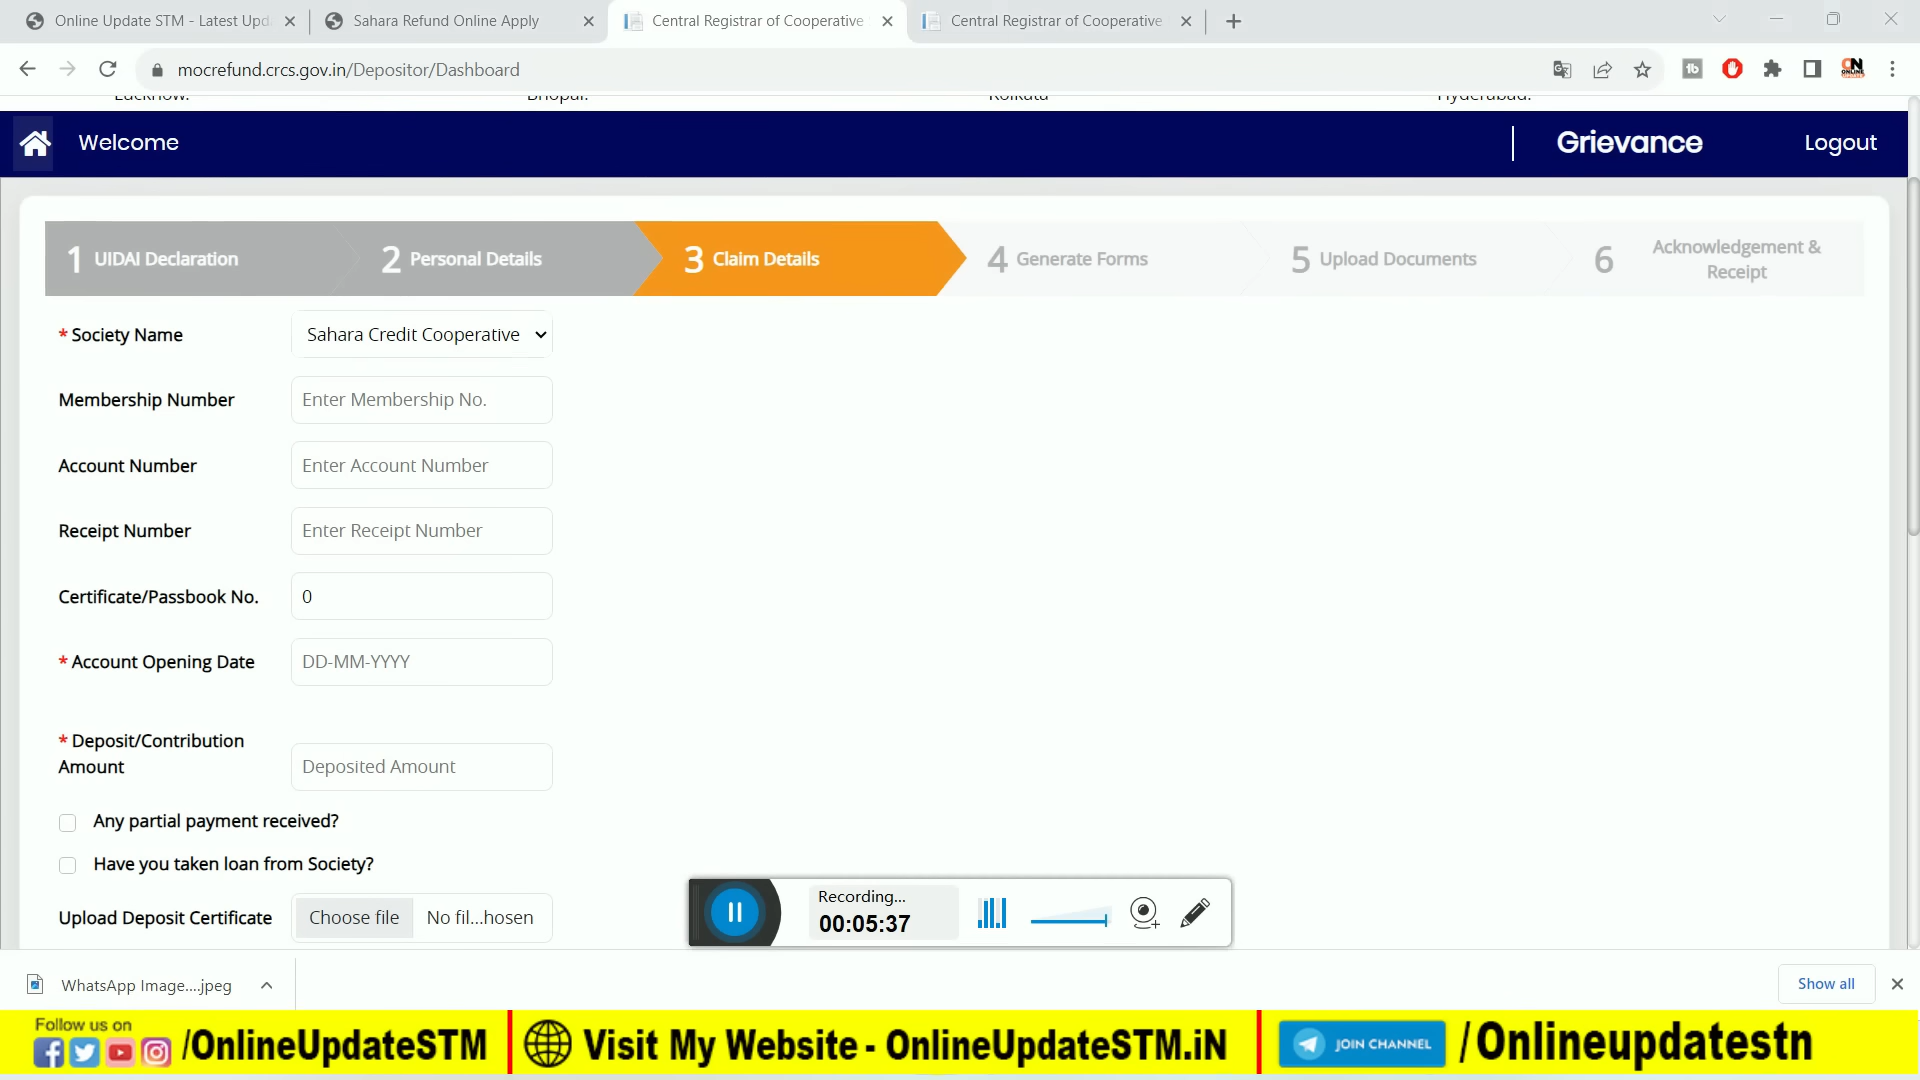 Online Update STM - Latest Upd
Sahara Refund Online Apply
Central Registrar of Cooperative
Central Registrar of Cooperative
mocrefund.crcs.gov.in/Depositor/Dashboard
Lucknow. Bhopal. Kolkata Hyderabad.
Welcome
Grievance
Logout
1 UIDAI Declaration
2 Personal Details
3 Claim Details
4 Generate Forms
5 Upload Documents
6 Acknowledgement &
Receipt
* Society Name
Sahara Credit Cooperative
Membership Number
Enter Membership No.
Account Number
Enter Account Number
Receipt Number
Enter Receipt Number
Certificate/Passbook No.
0
* Account Opening Date
DD-MM-YYYY
* Deposit/Contribution
Amount
Deposited Amount
Any partial payment received?
Have you taken loan from Society?
Upload Deposit Certificate
Choose file No fil...hosen
Recording...
00:05:37
WhatsApp Image....jpeg
Show all
Follow us on
/OnlineUpdateSTM
Visit My Website - OnlineUpdateSTM.iN
JOIN CHANNEL
/Onlineupdatestn